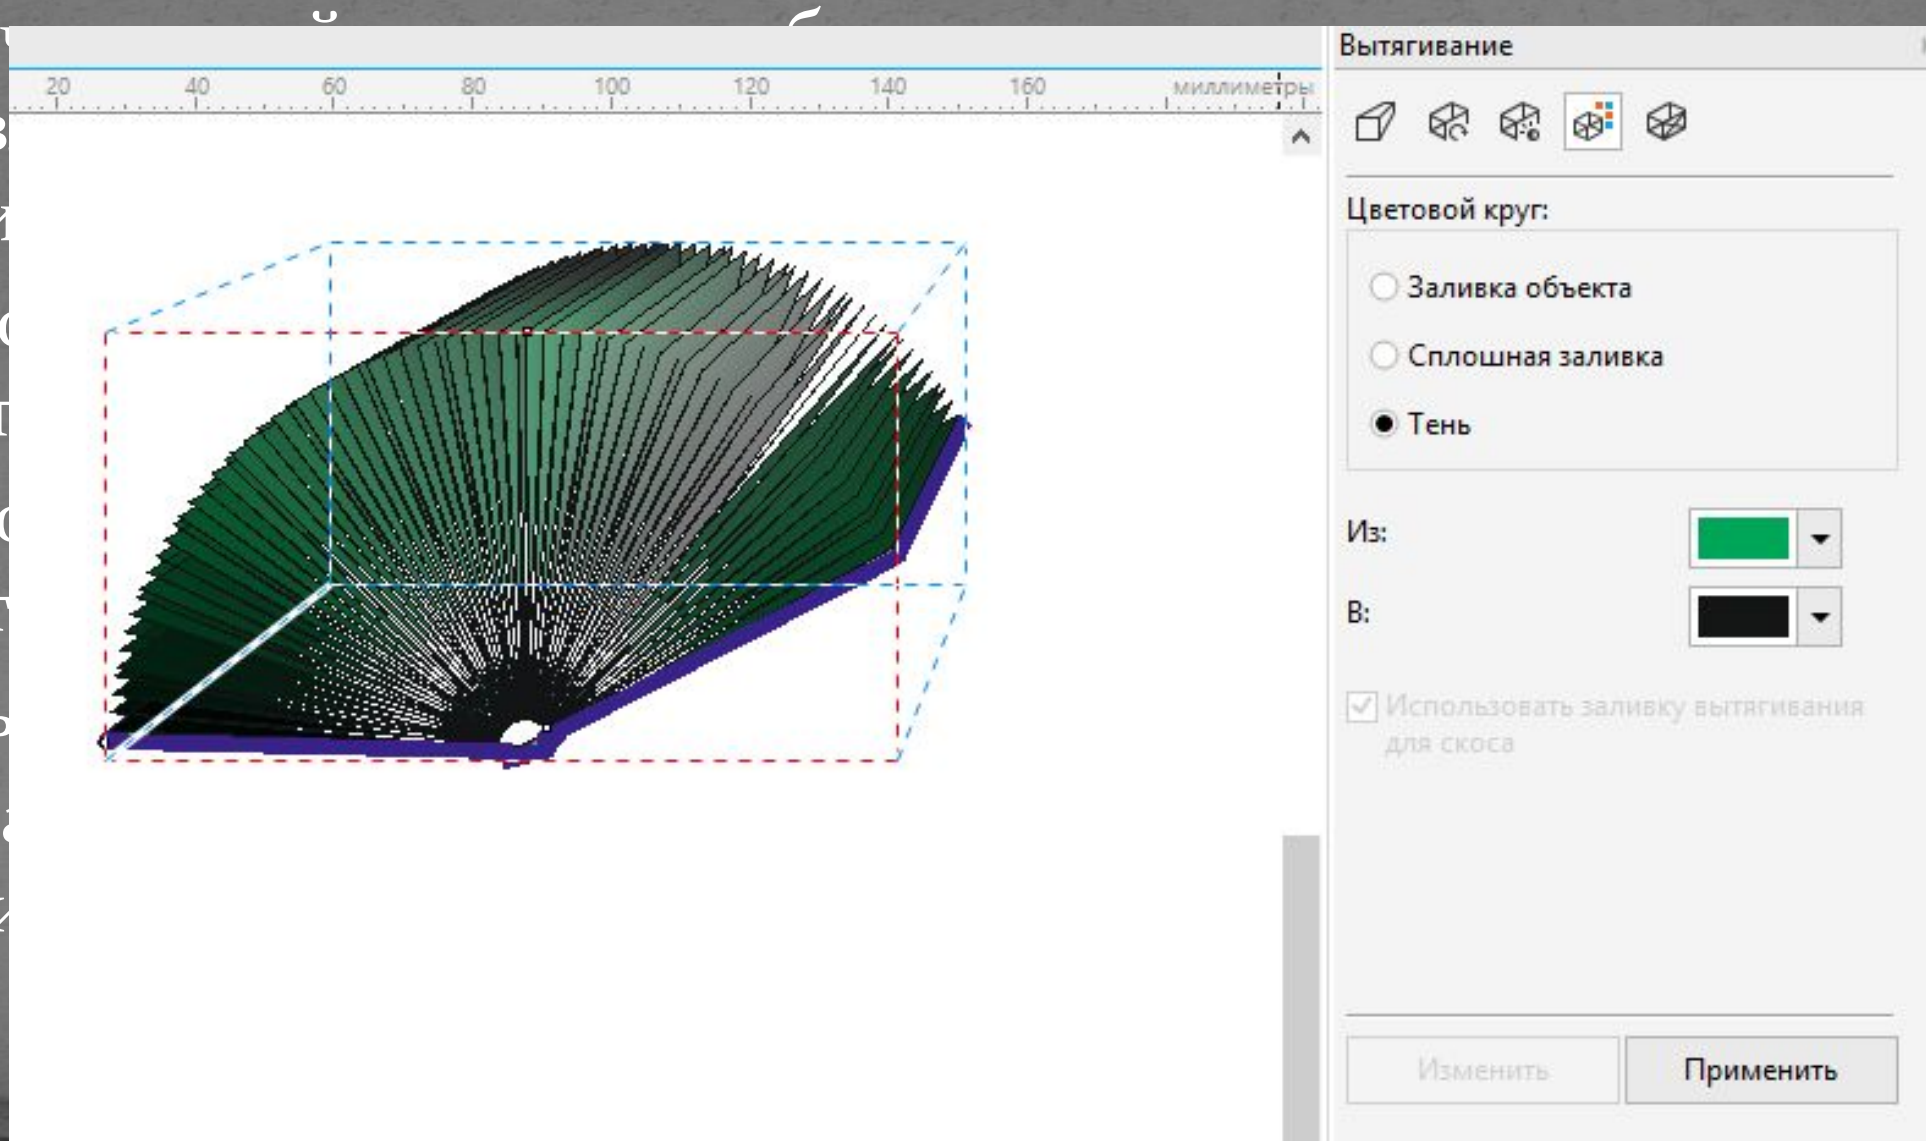 Вытягивание
20 40 60 80 100 120 140 160 миллиметры
Цветовой круг:
Заливка объекта
Сплошная заливка
Тень
Из:
В:
Использовать заливку вытягивания
для скоса
Изменить
Применить